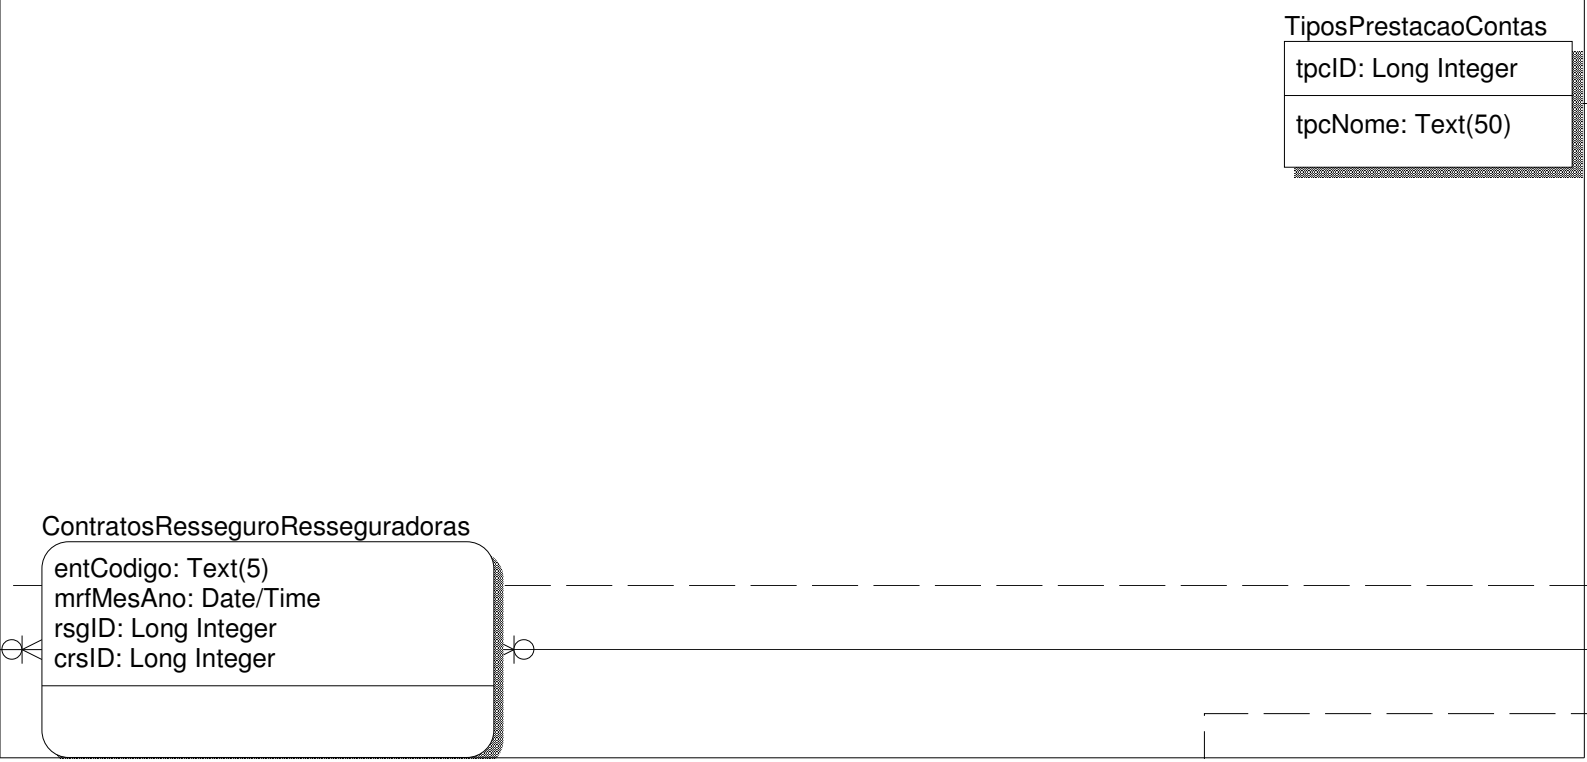 TiposPrestacaoContas
tpcID: Long Integer
tpcNome: Text(50)
ContratosResseguroResseguradoras
entCodigo: Text(5)
mrfMesAno: Date/Time
rsgID: Long Integer
crsID: Long Integer